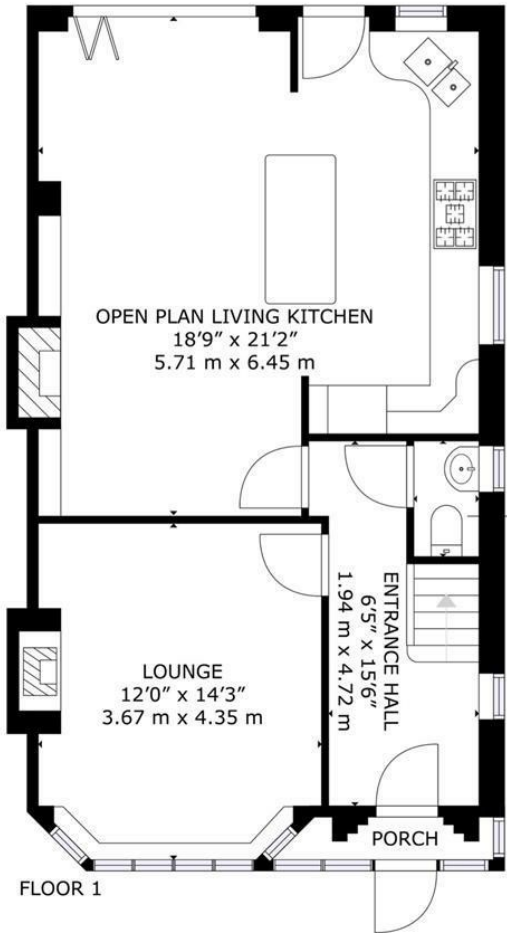 OPEN PLAN LIVING KITCHEN
18'9" x 21'2"
5.71 m x 6.45 m
ENTRANCE HALL
6'5" x 15'6"
1.94 m x 4.72 m
LOUNGE
12'0" x 14'3"
3.67 m x 4.35 m
PORCH
FLOOR 1